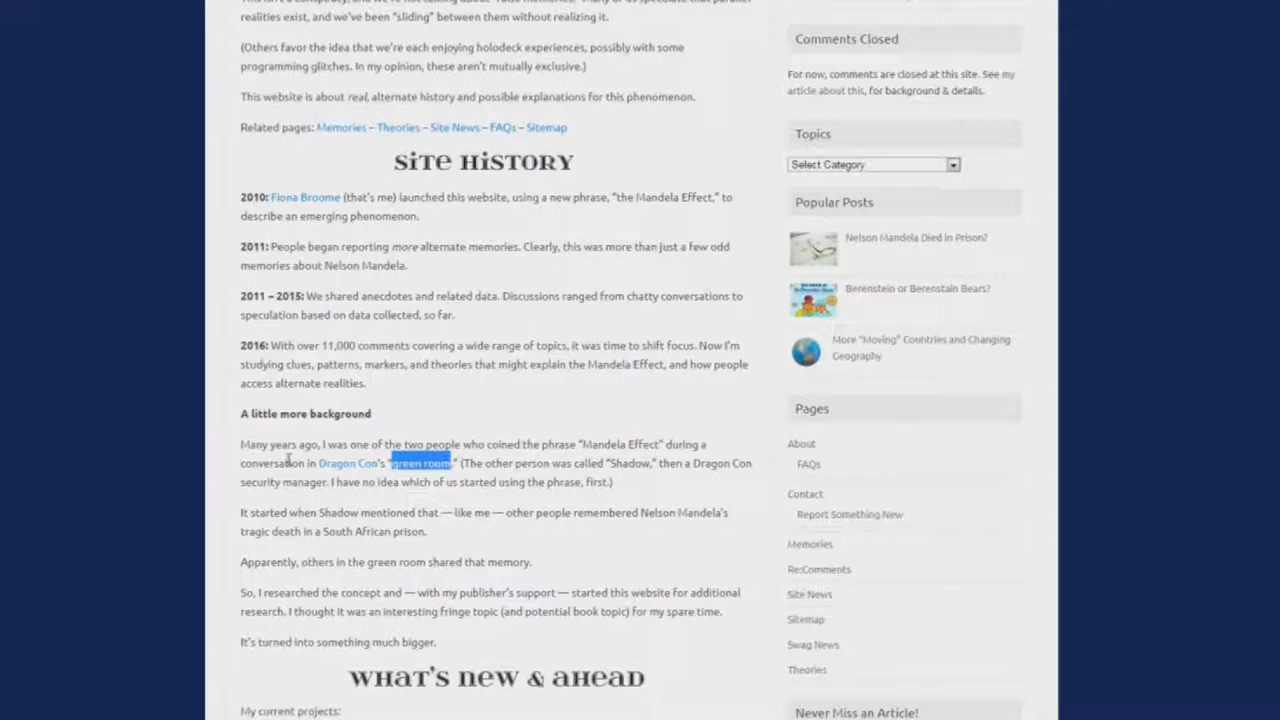 realities exist, and we've been "sliding" between them without realizing it.
(Others favor the idea that we're each enjoying holodeck experiences, possibly with some
programming glitches. In my opinion, these aren't mutually exclusive.)
This website is about real, alternate history and possible explanations for this phenomenon.
Related pages: Memories – Theories – Site News – FAQs – Sitemap
Site History
2010: Fiona Broome (that's me) launched this website, using a new phrase, "the Mandela Effect," to
describe an emerging phenomenon.
2011: People began reporting more alternate memories. Clearly, this was more than just a few odd
memories about Nelson Mandela.
2011 – 2015: We shared anecdotes and related data. Discussions ranged from chatty conversations to
speculation based on data collected, so far.
2016: With over 11,000 comments covering a wide range of topics, it was time to shift focus. Now I'm
studying clues, patterns, markers, and theories that might explain the Mandela Effect, and how people
access alternate realities.
A little more background
Many years ago, I was one of the two people who coined the phrase "Mandela Effect" during a
conversation in Dragon Con's "green room." (The other person was called "Shadow," then a Dragon Con
security manager. I have no idea which of us started using the phrase, first.)
It started when Shadow mentioned that — like me — other people remembered Nelson Mandela's
tragic death in a South African prison.
Apparently, others in the green room shared that memory.
So, I researched the concept and — with my publisher's support — started this website for additional
research. I thought it was an interesting fringe topic (and potential book topic) for my spare time.
It's turned into something much bigger.
What's New & Ahead
My current projects:
Comments Closed
For now, comments are closed at this site. See my
article about this, for background & details.
Topics
Select Category
Popular Posts
Nelson Mandela Died in Prison?
Berenstein or Berenstain Bears?
More "Moving" Countries and Changing
Geography
Pages
About
FAQs
Contact
Report Something New
Memories
Re:Comments
Site News
Sitemap
Swag News
Theories
Never Miss an Article!